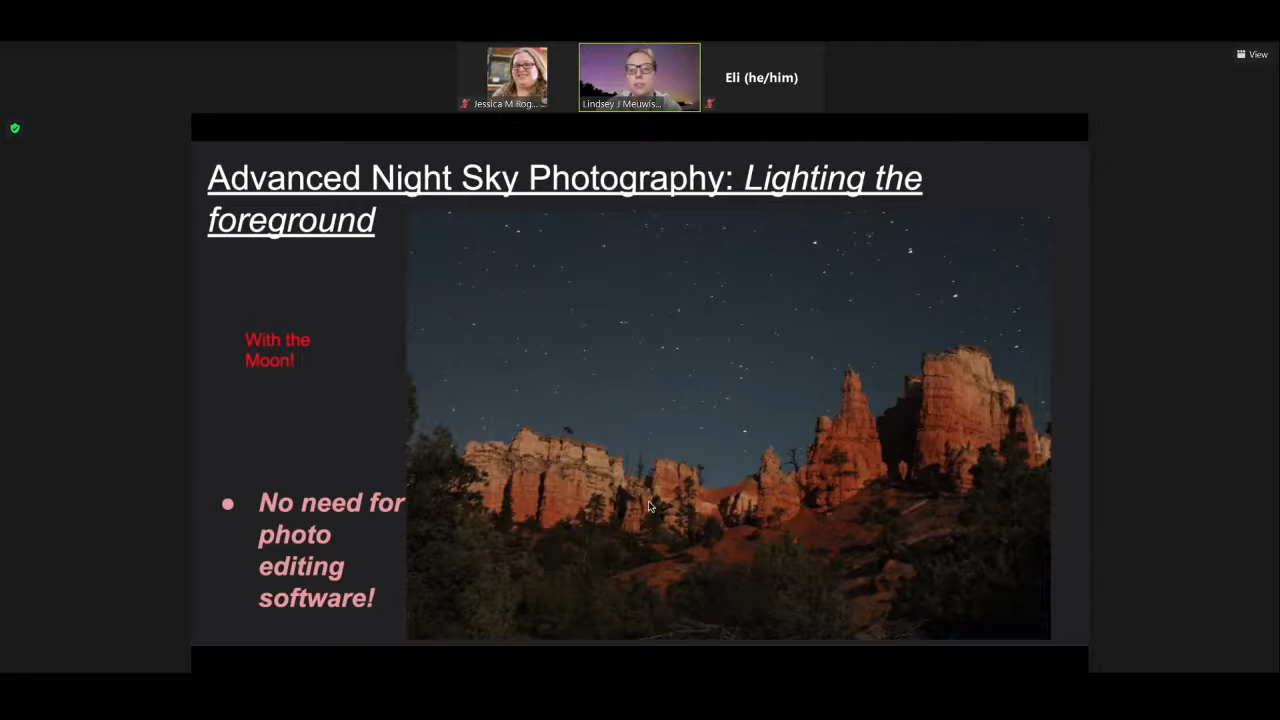 View
Eli (he/him)
Jessica M Rog...
Lindsey J Meuwis...
Advanced Night Sky Photography: Lighting the
foreground
With the
Moon!
● No need for
photo
editing
software!